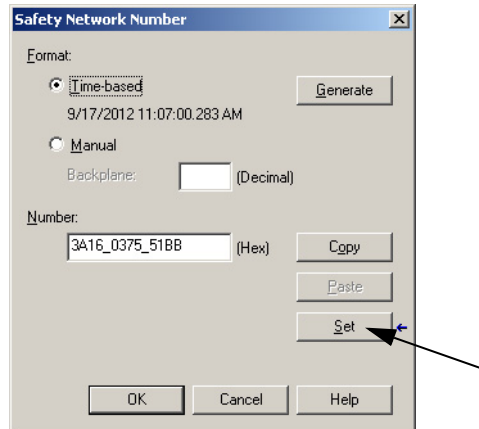 Safety Network Number
Format:
Time-based
Generate
9/17/2012 11:07:00.283 AM
Manual
Backplane: (Decimal)
Number:
3A16_0375_51BB (Hex) Copy
Paste
Set
OK Cancel Help